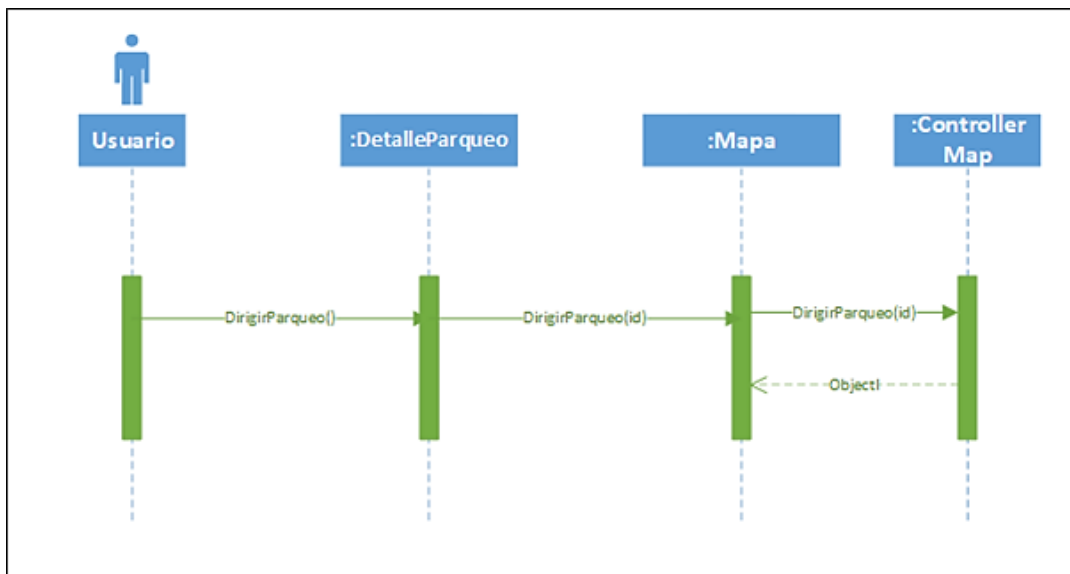 Usuario
:DetalleParqueo
:Mapa
:Controller
Map
DirigirParqueo()
DirigirParqueo(id)
DirigirParqueo(id)
ObjectI